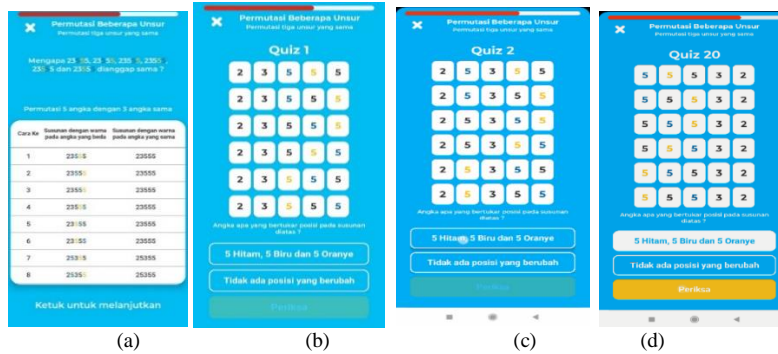 Permutasi Beberapa Unsur
Permutasi tiga unsur yang sama
Permutasi 5 angka dengan 3 angka sama
Cara Ke
Susunan dengan warna pada angka yang beda
Susunan dengan warna pada angka yang sama
1 23555 23555
2 23555 23555
3 23555 23555
4 23555 23555
5 23555 23555
6 23555 23555
7 25355 25355
8 25355 25355
Ketuk untuk melanjutkan
(a)
Permutasi Beberapa Unsur
Permutasi tiga unsur yang sama
Quiz 1
2 3 5 5 5
2 3 5 5 5
2 3 5 5 5
2 3 5 5 5
2 3 5 5 5
2 3 5 5 5
Angka apa yang bertukar posisi pada susunan
diatas ?
5 Hitam, 5 Biru dan 5 Oranye
Tidak ada posisi yang berubah
Periksa
(b)
Permutasi Beberapa Unsur
Permutasi tiga unsur yang sama
Quiz 2
2 5 3 5 5
2 5 3 5 5
2 5 3 5 5
2 5 3 5 5
2 5 3 5 5
2 5 3 5 5
Angka apa yang bertukar posisi pada susunan
diatas ?
5 Hitam, 5 Biru dan 5 Oranye
Tidak ada posisi yang berubah
Periksa
(c)
Permutasi Beberapa Unsur
Permutasi tiga unsur yang sama
Quiz 20
5 5 5 3 2
5 5 5 3 2
5 5 5 3 2
5 5 5 3 2
5 5 5 3 2
5 5 5 3 2
Angka apa yang bertukar posisi pada susunan
diatas ?
5 Hitam, 5 Biru dan 5 Oranye
Tidak ada posisi yang berubah
Periksa
(d)